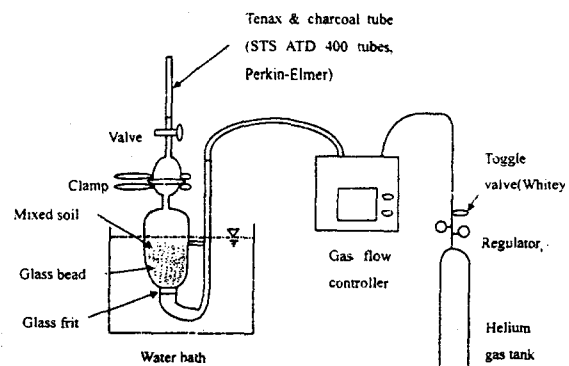 Tenax & charcoal tube
(STS ATD 400 tubes,
Perkin-Elmer)
Valve
Clamp
Mixed soil
Glass bead
Glass frit
Water bath
Gas flow
controller
Toggle
valve(Whitey
Regulator
Helium
gas tank